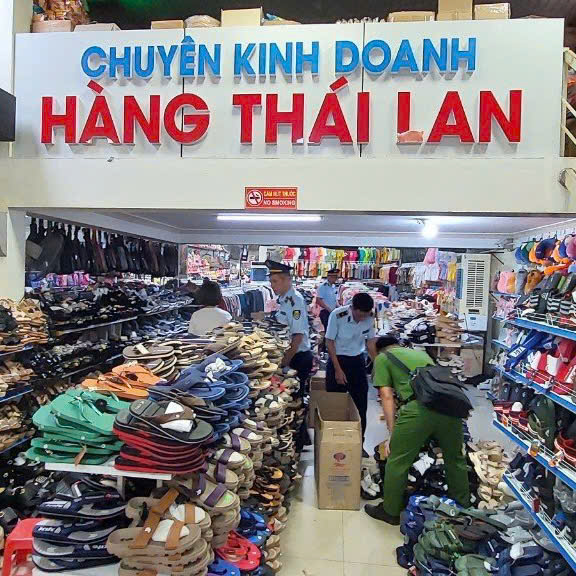 CHUYÊN KINH DOANH
HÀNG THÁI LAN
CẤM HÚT THUỐC
NO SMOKING